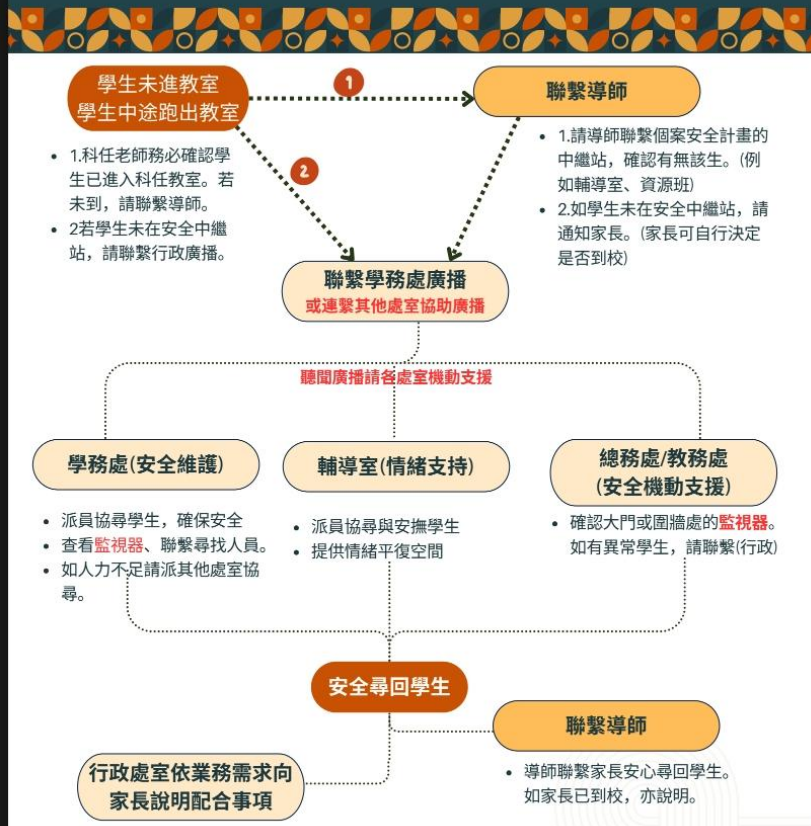 學生未進教室
學生中途跑出教室
1
聯繫導師
• 1.科任老師務必確認學
生已進入科任教室。若
未到，請聯繫導師。
• 2若學生未在安全中繼
站，請聯繫行政廣播。
2
• 1.請導師聯繫個案安全計畫的
中繼站，確認有無該生。(例
如輔導室、資源班)
• 2.如學生未在安全中繼站，請
通知家長。(家長可自行決定
是否到校)
聯繫學務處廣播
或連繫其他處室協助廣播
聽聞廣播請各處室機動支援
學務處(安全維護)
• 派員協尋學生，確保安全
• 查看監視器、聯繫尋找人員。
• 如人力不足請派其他處室協
尋。
輔導室(情緒支持)
• 派員協尋與安撫學生
• 提供情緒平復空間
總務處/教務處
(安全機動支援)
• 確認大門或圍牆處的監視器。
如有異常學生，請聯繫(行政)
安全尋回學生
聯繫導師
• 導師聯繫家長安心尋回學生。
如家長已到校，亦說明。
行政處室依業務需求向
家長說明配合事項